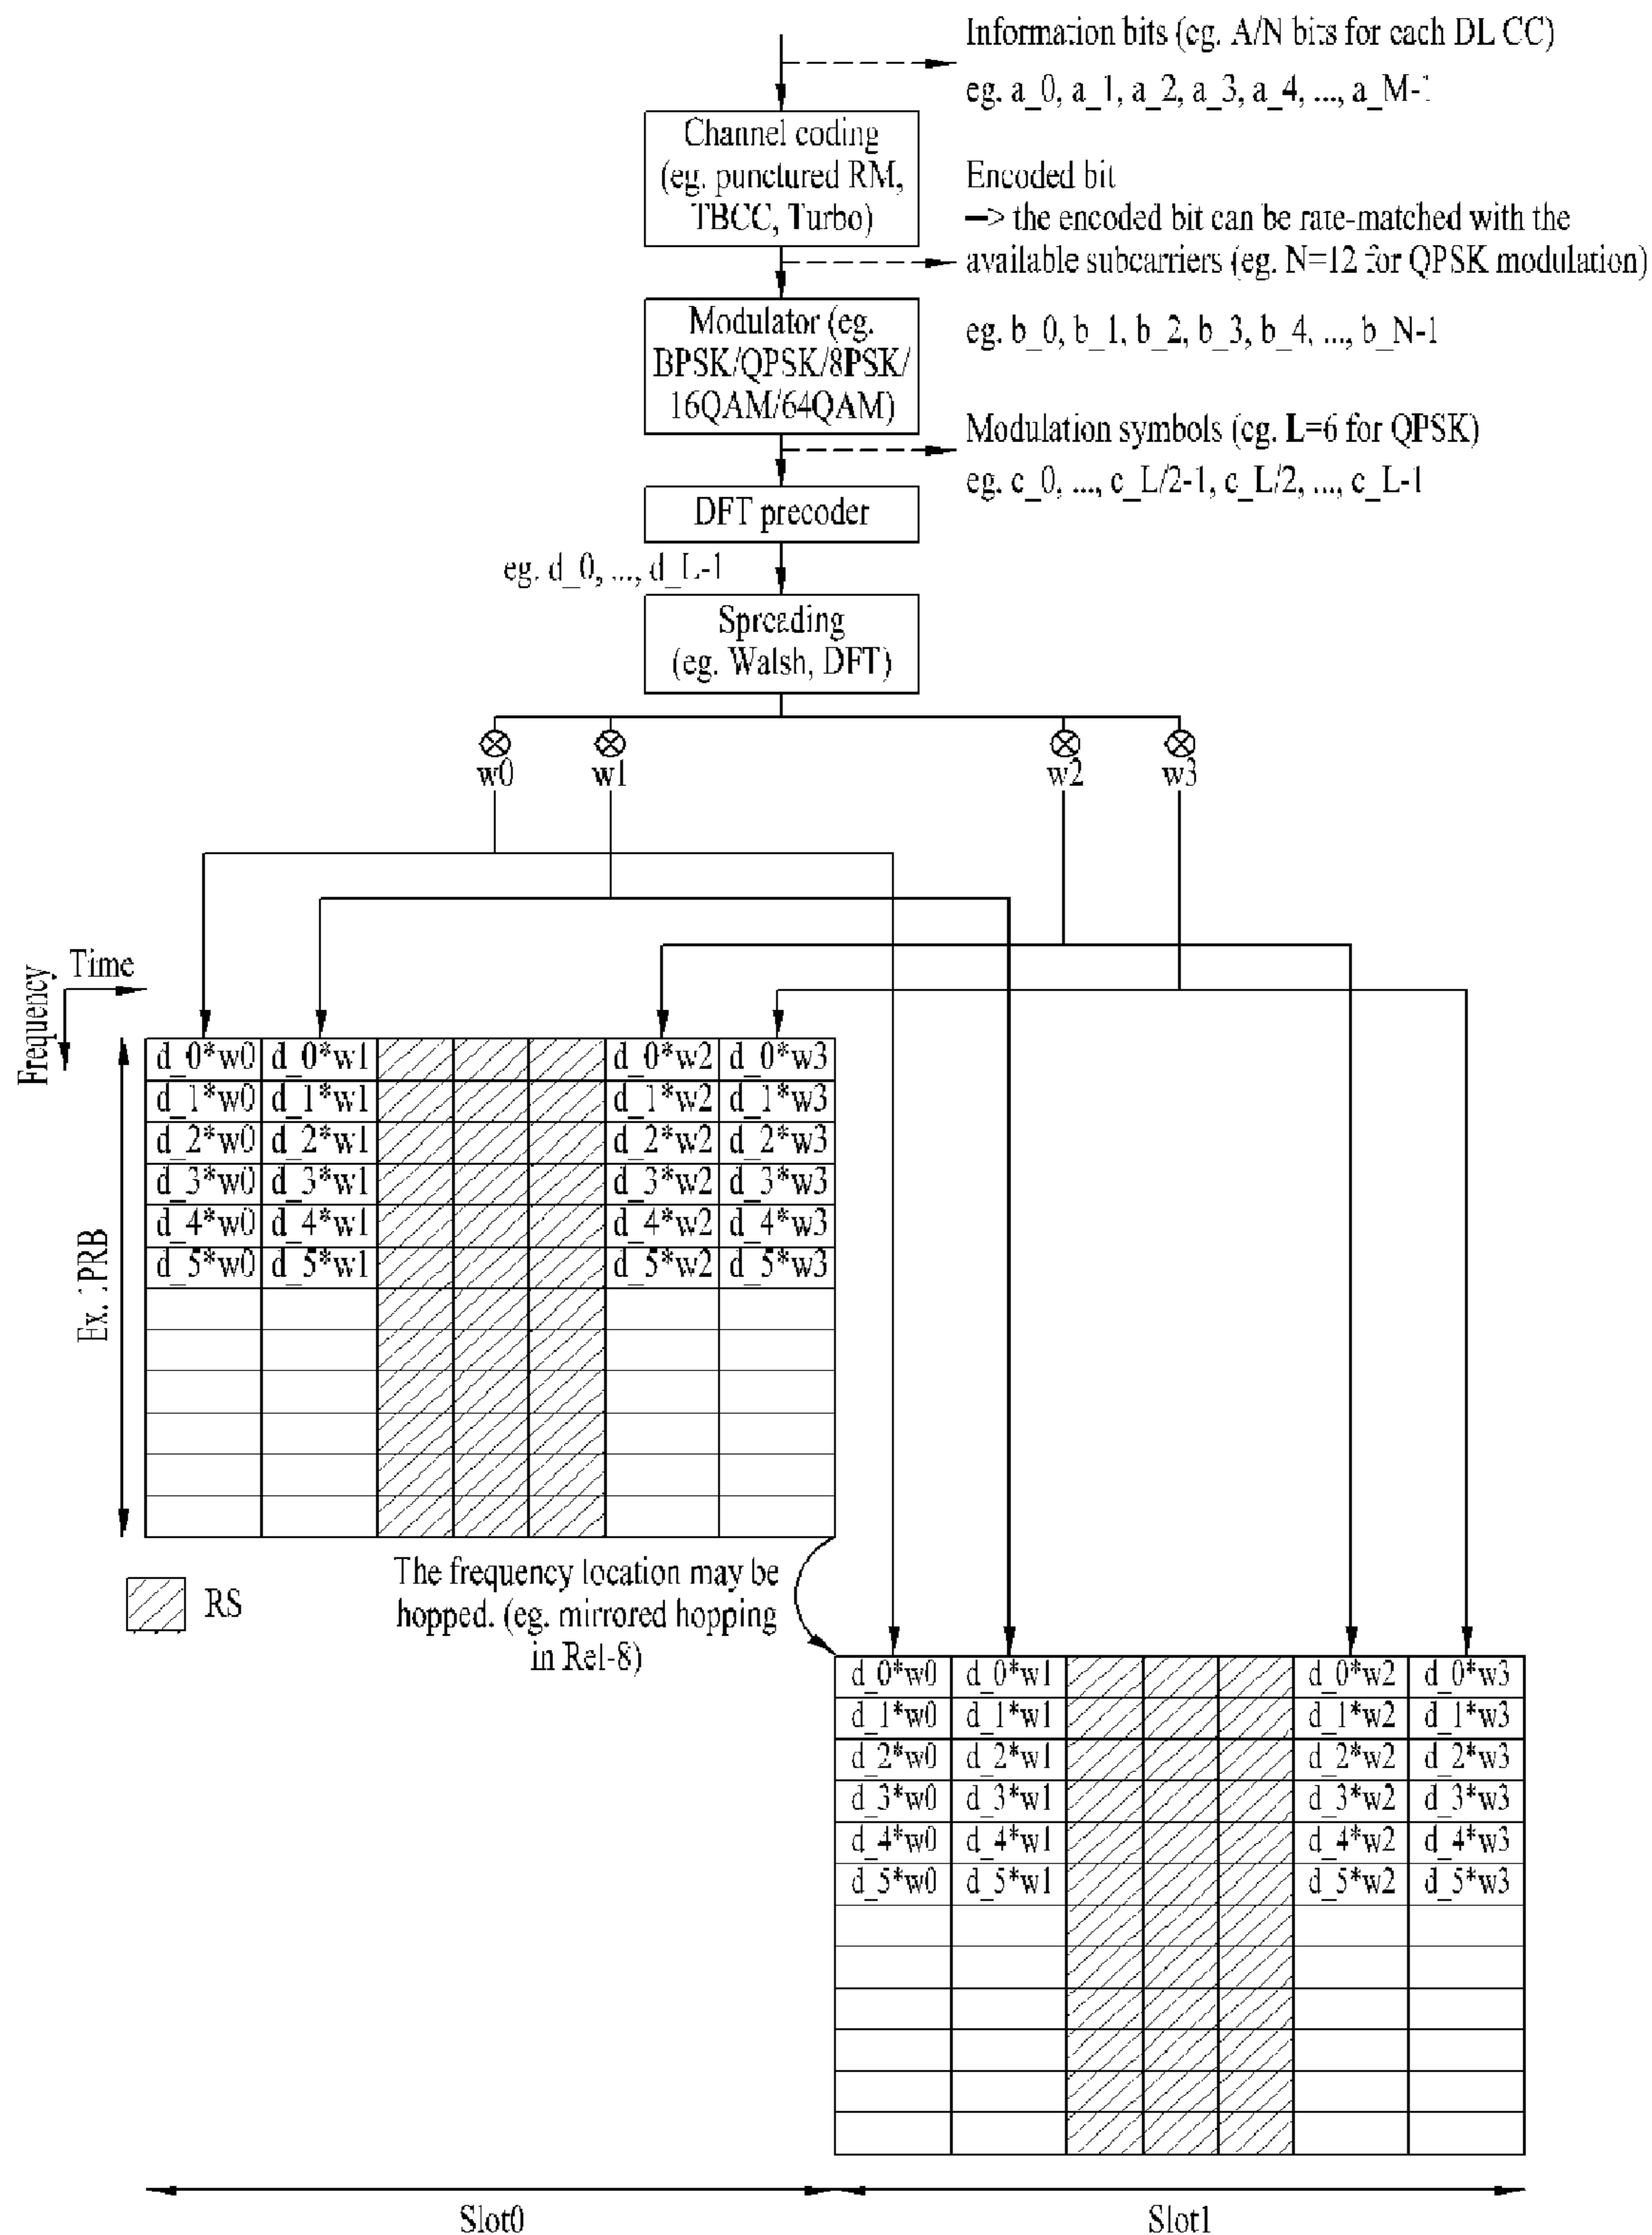 Information bits (eg. A/N bits for each DL CC)
eg. a_0, a_1, a_2, a_3, a_4, ..., a_M-1
Channel coding
(eg. punctured RM,
TBCC, Turbo)
Encoded bit
—> the encoded bit can be rate-matched with the
available subcarriers (eg. N=12 for QPSK modulation)
Modulator (eg.
BPSK/QPSK/8PSK/
16QAM/64QAM)
eg. b_0, b_1, b_2, b_3, b_4, ..., b_N-1
Modulation symbols (eg. L=6 for QPSK)
eg. c_0, ..., c_L/2-1, c_L/2, ..., c_L-1
DFT precoder
eg. d_0, ..., d_L-1
Spreading
(eg. Walsh, DFT)
w0 w1 w2 w3
Time
Frequency
d_0*w0 d_0*w1 d_0*w2 d_0*w3
d_1*w0 d_1*w1 d_1*w2 d_1*w3
d_2*w0 d_2*w1 d_2*w2 d_2*w3
d_3*w0 d_3*w1 d_3*w2 d_3*w3
d_4*w0 d_4*w1 d_4*w2 d_4*w3
d_5*w0 d_5*w1 d_5*w2 d_5*w3
Ex. 1PRB
RS
The frequency location may be
hopped. (eg. mirrored hopping
in Rel-8)
d_0*w0 d_0*w1 d_0*w2 d_0*w3
d_1*w0 d_1*w1 d_1*w2 d_1*w3
d_2*w0 d_2*w1 d_2*w2 d_2*w3
d_3*w0 d_3*w1 d_3*w2 d_3*w3
d_4*w0 d_4*w1 d_4*w2 d_4*w3
d_5*w0 d_5*w1 d_5*w2 d_5*w3
Slot0 Slot1